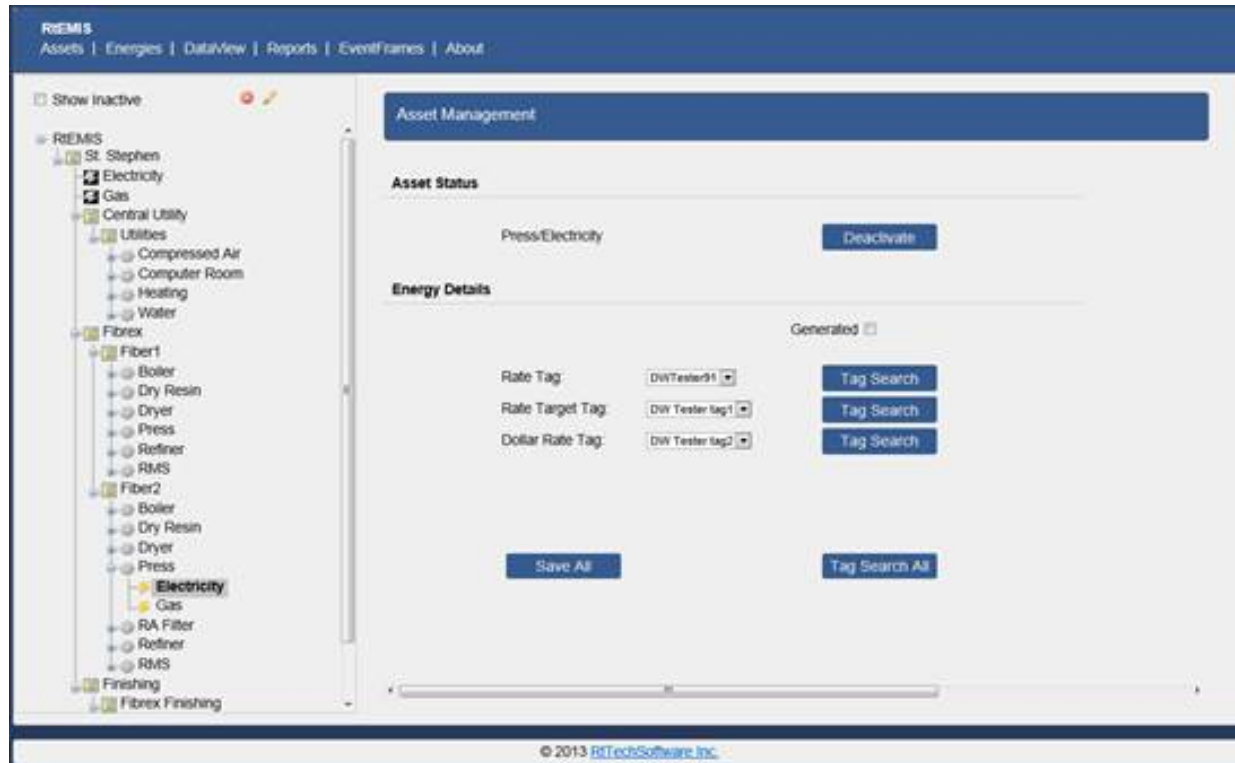 RtEMIS
Assets | Energies | DataView | Reports | EventFrames | About
Show Inactive
RtEMIS
St. Stephen
Electricity
Gas
Central Utility
Utilities
Compressed Air
Computer Room
Heating
Water
Fibrex
Fiber1
Boiler
Dry Resin
Dryer
Press
Refiner
RMS
Fiber2
Boiler
Dry Resin
Dryer
Press
Electricity
Gas
RA Filter
Refiner
RMS
Finishing
Fibrex Finishing
Asset Management
Asset Status
Press/Electricity Deactivate
Energy Details
Generated
Rate Tag: DWTester91 Tag Search
Rate Target Tag: DW Tester tag1 Tag Search
Dollar Rate Tag: DW Tester tag2 Tag Search
Save All Tag Search All
© 2013 RtTechSoftware Inc.